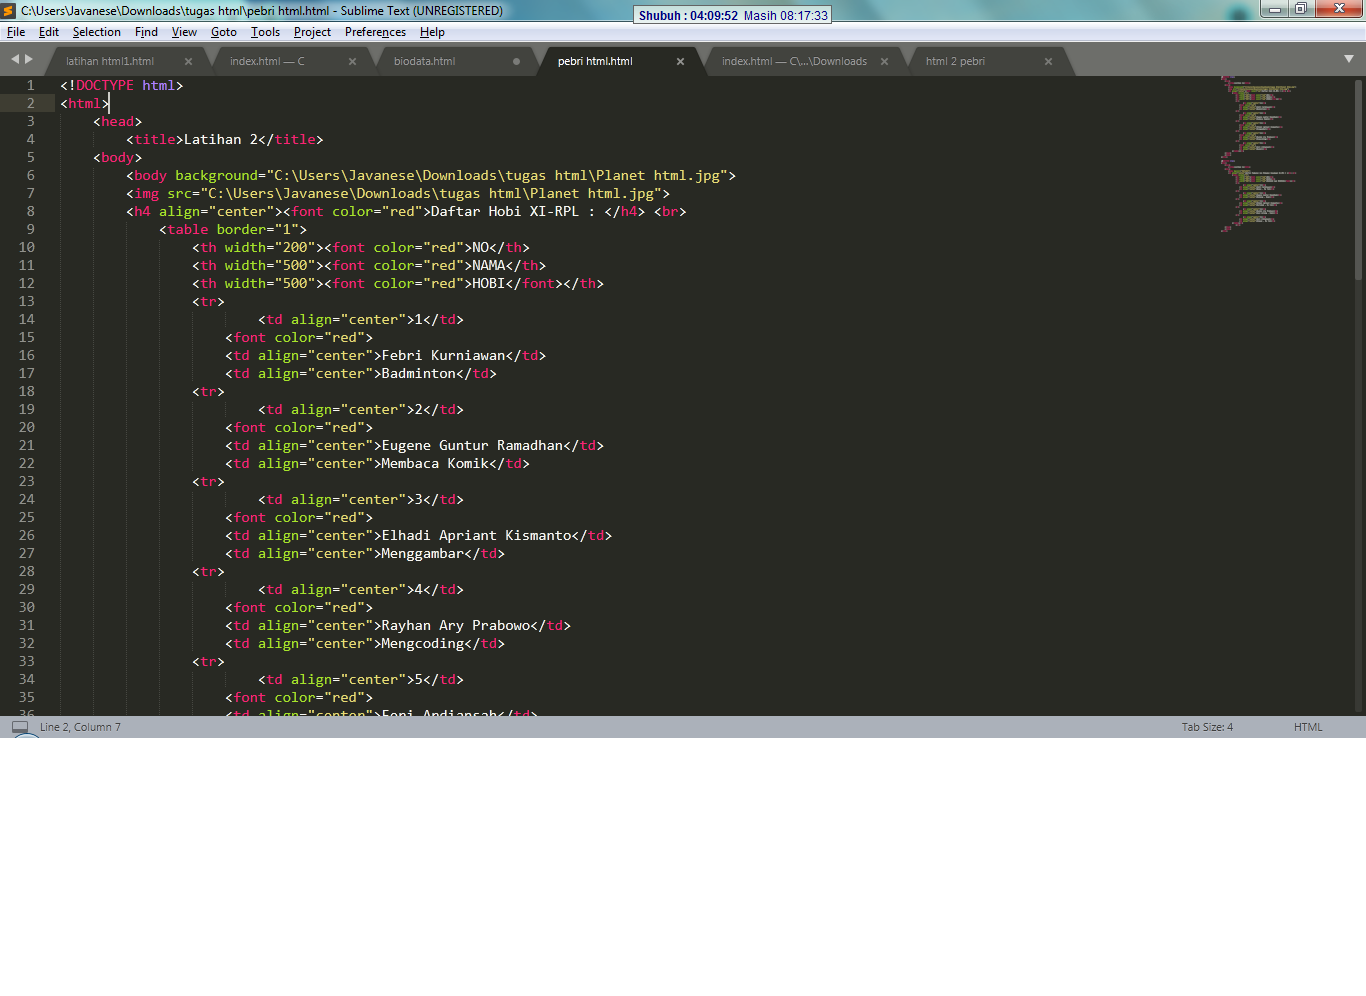 C:\Users\Javanese\Downloads\tugas html\pebri html.html - Sublime Text (UNREGISTERED)
Shubuh : 04:09:52 Masih 08:17:33
File Edit Selection Find View Goto Tools Project Preferences Help
latihan html1.html index.html — C biodata.html pebri html.html index.html — C\...\Downloads html 2 pebri
1 <!DOCTYPE html>
2 <html>
3 <head>
4 <title>Latihan 2</title>
5 <body>
6 <body background="C:\Users\Javanese\Downloads\tugas html\Planet html.jpg">
7 <img src="C:\Users\Javanese\Downloads\tugas html\Planet html.jpg">
8 <h4 align="center"><font color="red">Daftar Hobi XI-RPL : </h4> <br>
9 <table border="1">
10 <th width="200"><font color="red">NO</th>
11 <th width="500"><font color="red">NAMA</th>
12 <th width="500"><font color="red">HOBI</font></th>
13 <tr>
14 <td align="center">1</td>
15 <font color="red">
16 <td align="center">Febri Kurniawan</td>
17 <td align="center">Badminton</td>
18 <tr>
19 <td align="center">2</td>
20 <font color="red">
21 <td align="center">Eugene Guntur Ramadhan</td>
22 <td align="center">Membaca Komik</td>
23 <tr>
24 <td align="center">3</td>
25 <font color="red">
26 <td align="center">Elhadi Apriant Kismanto</td>
27 <td align="center">Menggambar</td>
28 <tr>
29 <td align="center">4</td>
30 <font color="red">
31 <td align="center">Rayhan Ary Prabowo</td>
32 <td align="center">Mengcoding</td>
33 <tr>
34 <td align="center">5</td>
35 <font color="red">
36 <td align="center">
Line 2, Column 7 Tab Size: 4 HTML